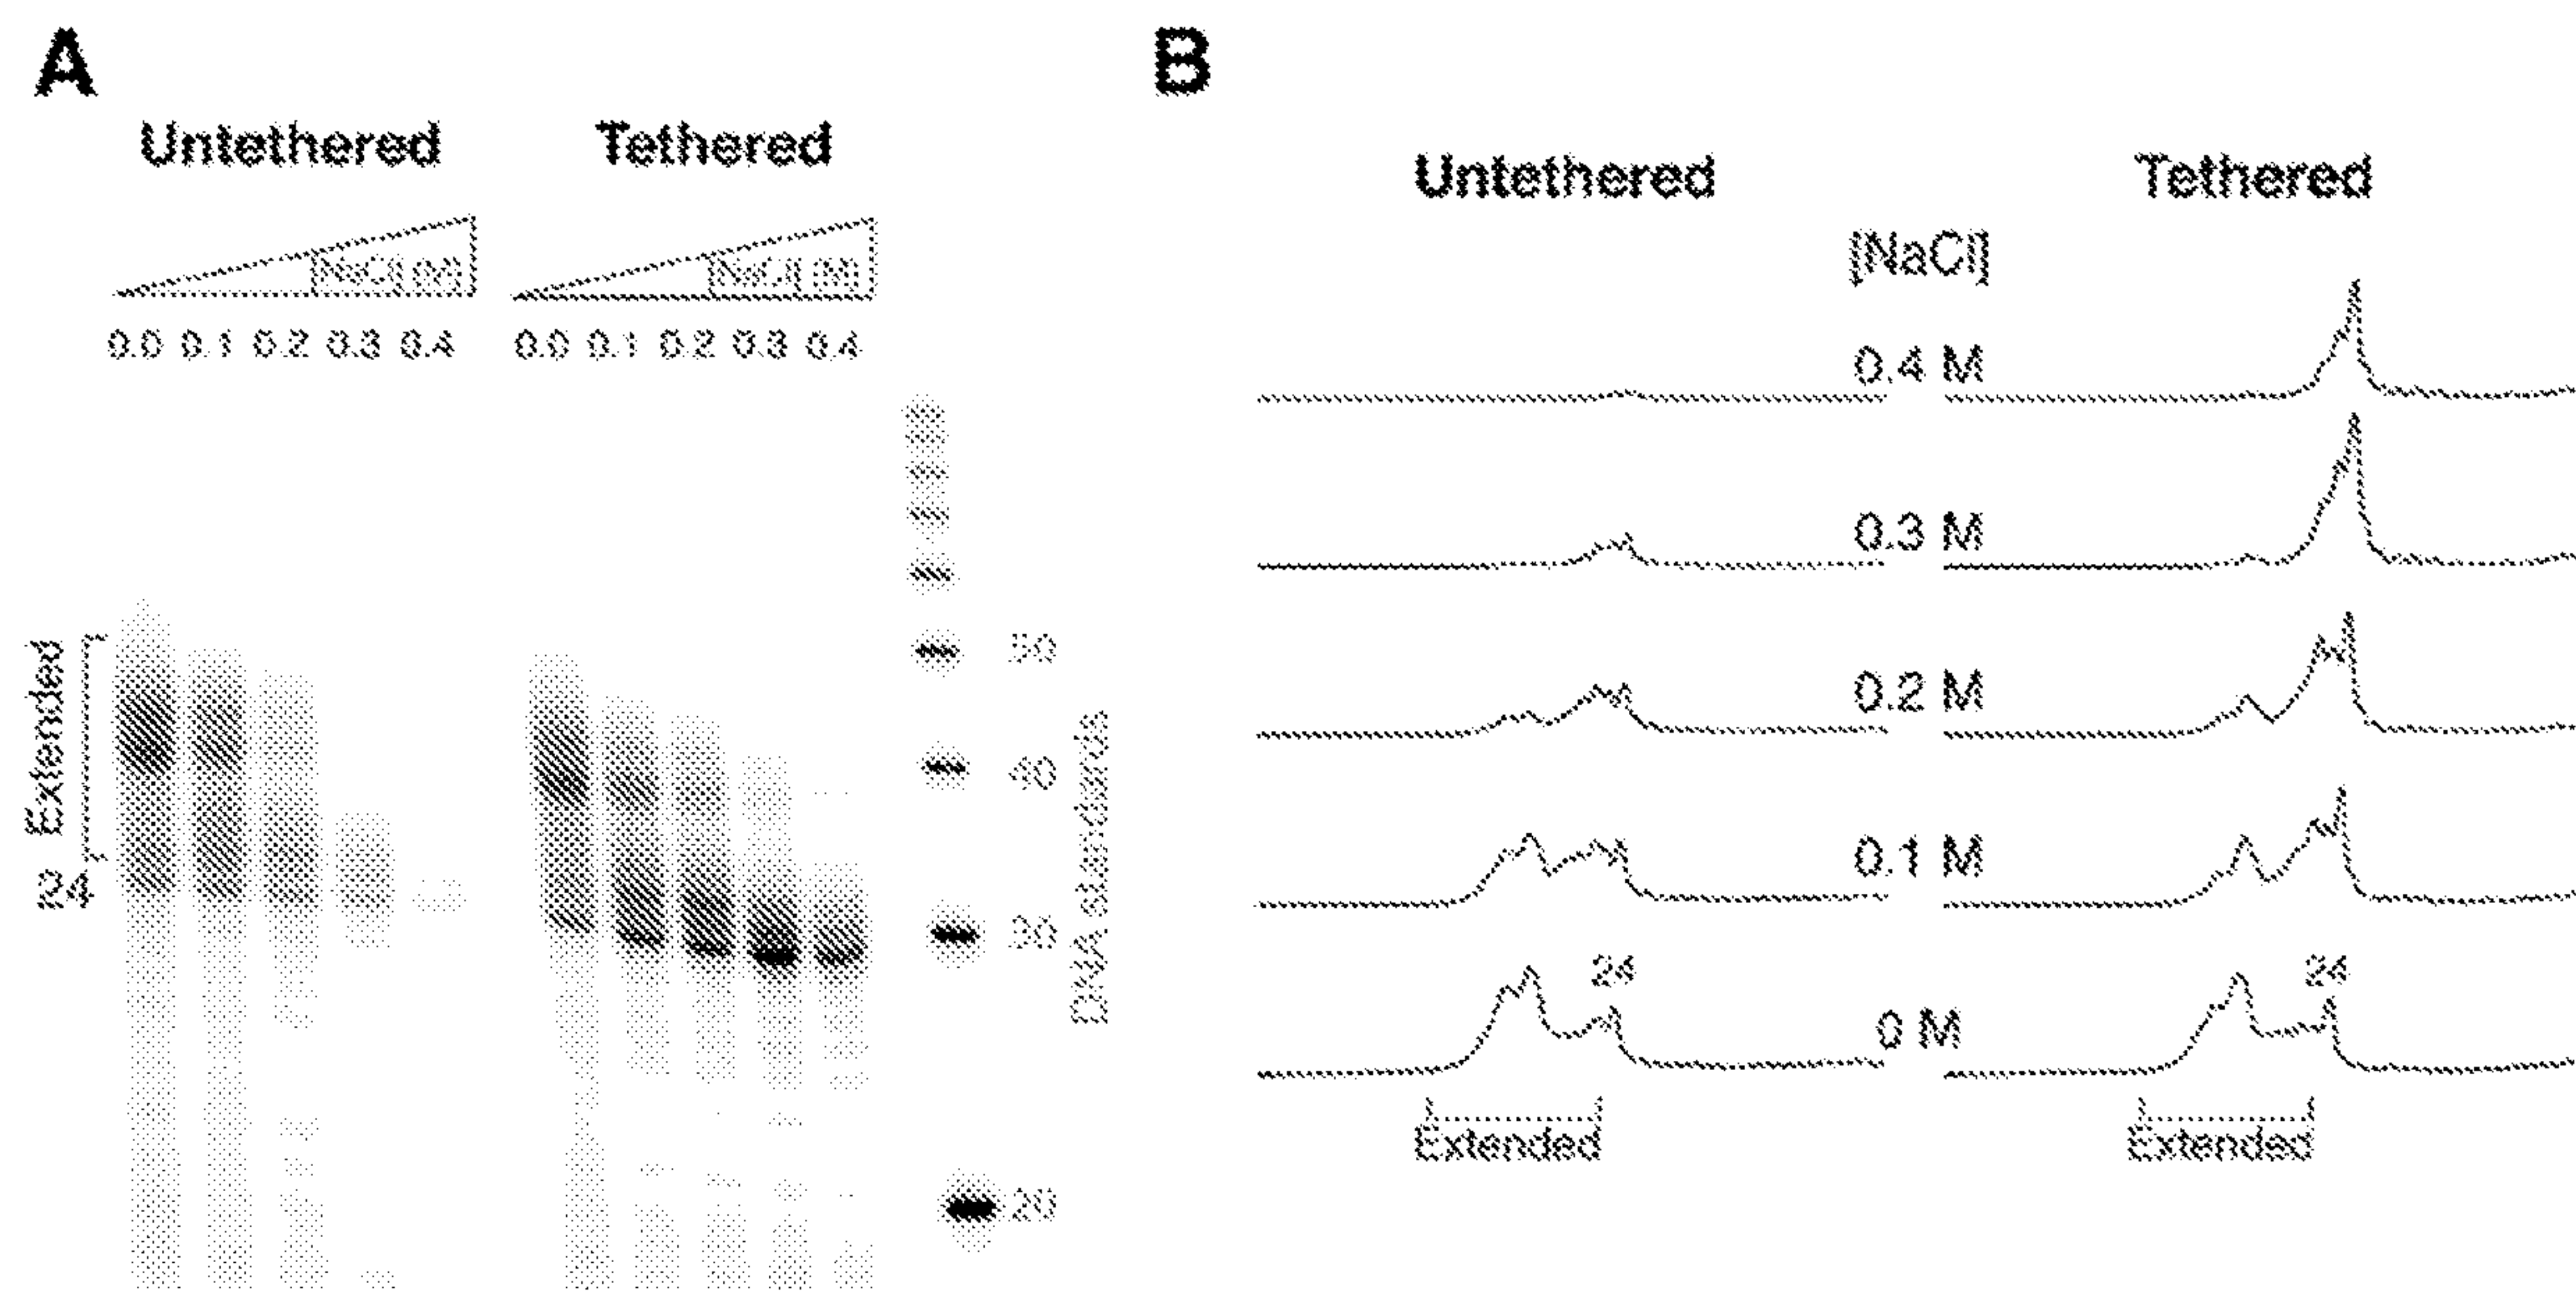 A
Untethered Tethered
[NaCl] (M) [NaCl] (M)
0.0 0.1 0.2 0.3 0.4 0.0 0.1 0.2 0.3 0.4
Extended
24
50
40
30
20
DNA standards
B
Untethered Tethered
[NaCl]
0.4 M
0.3 M
0.2 M
0.1 M
24 24
0 M
Extended Extended